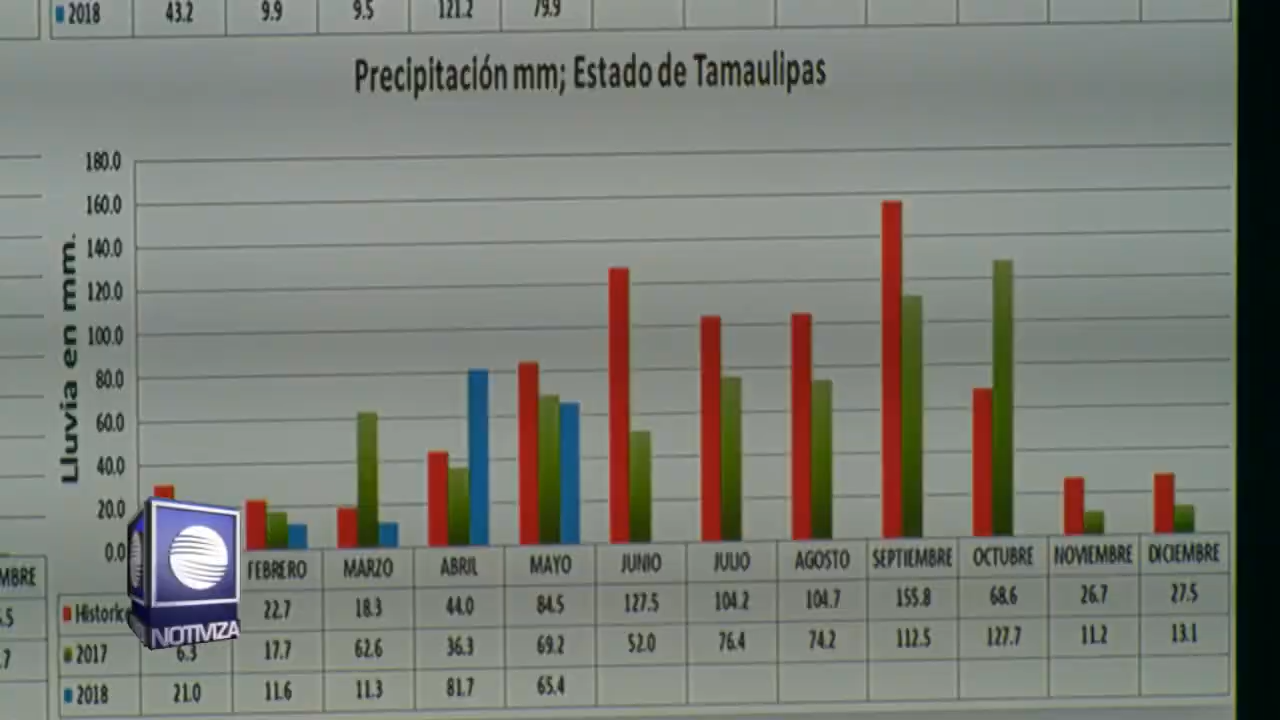 2018 43.2 9.9 9.5 121.2 79.9
Precipitación mm; Estado de Tamaulipas
Lluvia en mm.
180.0
160.0
140.0
120.0
100.0
80.0
60.0
40.0
20.0
0.0
FEBRERO MARZO ABRIL MAYO JUNIO JULIO AGOSTO SEPTIEMBRE OCTUBRE NOVIEMBRE DICIEMBRE
22.7 18.3 44.0 84.5 127.5 104.2 104.7 155.8 68.6 26.7 27.5
2017 6.3 17.7 62.6 36.3 69.2 52.0 76.4 74.2 112.5 127.7 11.2 13.1
2018 21.0 11.6 11.3 81.7 65.4
NOTIVIZA